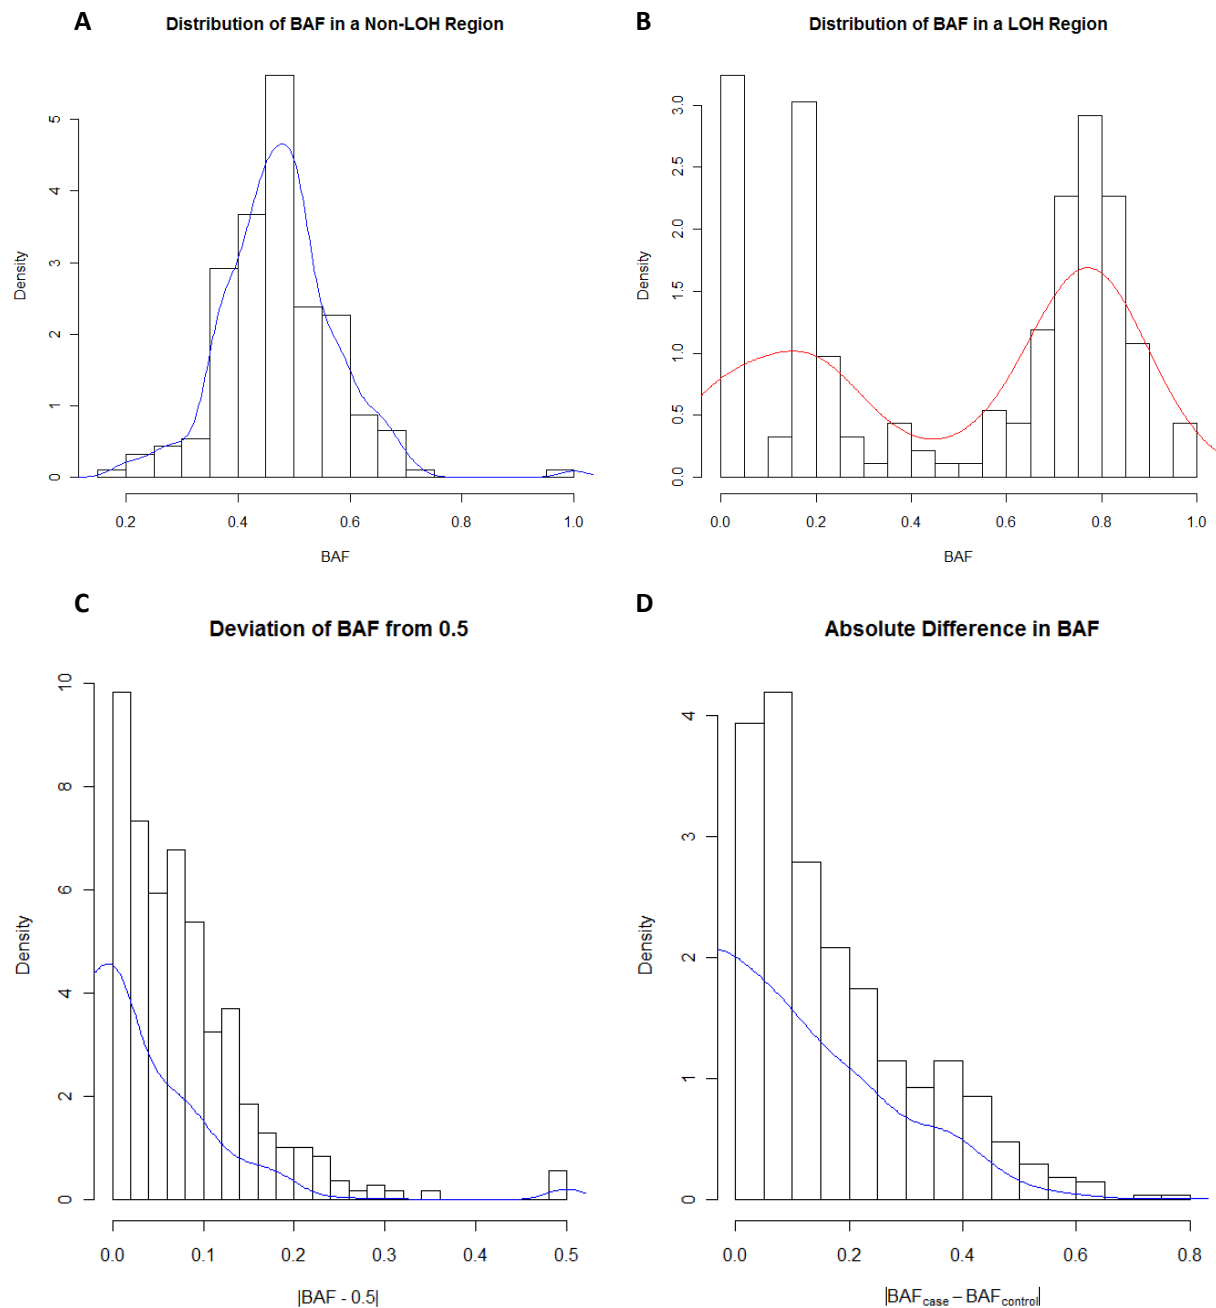 A
Distribution of BAF in a Non-LOH Region
Density
0
1
2
3
4
5
0.2
0.4
0.6
0.8
1.0
BAF
B
Distribution of BAF in a LOH Region
Density
0.0
0.5
1.0
1.5
2.0
2.5
3.0
0.0
0.2
0.4
0.6
0.8
1.0
BAF
C
Deviation of BAF from 0.5
Density
0
2
4
6
8
10
0.0
0.1
0.2
0.3
0.4
0.5
|BAF - 0.5|
D
Absolute Difference in BAF
Density
0
1
2
3
4
0.0
0.2
0.4
0.6
0.8
|BAFcase – BAFcontrol|